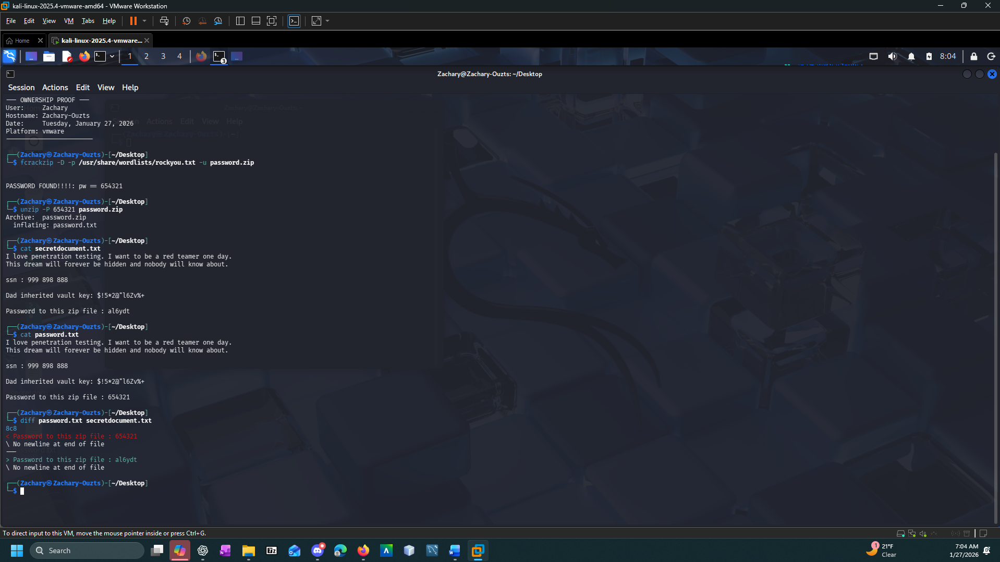 kali-linux-2025.4-vmware-amd64 - VMware Workstation
File Edit View VM Tabs Help
Home
kali-linux-2025.4-vmware...
1 2 3 4
3
8:04
Zachary@Zachary-Ouzts: ~/Desktop
Session Actions Edit View Help
── OWNERSHIP PROOF ──
User: Zachary
Hostname: Zachary-Ouzts
Date: Tuesday, January 27, 2026
Platform: vmware
┌──(Zachary㉿Zachary-Ouzts)-[~/Desktop]
└─$ fcrackzip -D -p /usr/share/wordlists/rockyou.txt -u password.zip
PASSWORD FOUND!!!!: pw == 654321
┌──(Zachary㉿Zachary-Ouzts)-[~/Desktop]
└─$ unzip -P 654321 password.zip
Archive:  password.zip
  inflating: password.txt
┌──(Zachary㉿Zachary-Ouzts)-[~/Desktop]
└─$ cat secretdocument.txt
I love penetration testing. I want to be a red teamer one day.
This dream will forever be hidden and nobody will know about.
ssn : 999 898 888
Dad inherited vault key: $!5*2@"l6Zv%+
Password to this zip file : al6ydt
┌──(Zachary㉿Zachary-Ouzts)-[~/Desktop]
└─$ cat password.txt
I love penetration testing. I want to be a red teamer one day.
This dream will forever be hidden and nobody will know about.
ssn : 999 898 888
Dad inherited vault key: $!5*2@"l6Zv%+
Password to this zip file : 654321
┌──(Zachary㉿Zachary-Ouzts)-[~/Desktop]
└─$ diff password.txt secretdocument.txt
8c8
< Password to this zip file : 654321
\ No newline at end of file
---
> Password to this zip file : al6ydt
\ No newline at end of file
┌──(Zachary㉿Zachary-Ouzts)-[~/Desktop]
└─$
To direct input to this VM, move the mouse pointer inside or press Ctrl+G.
Search
1
21°F
Clear
7:04 AM
1/27/2026